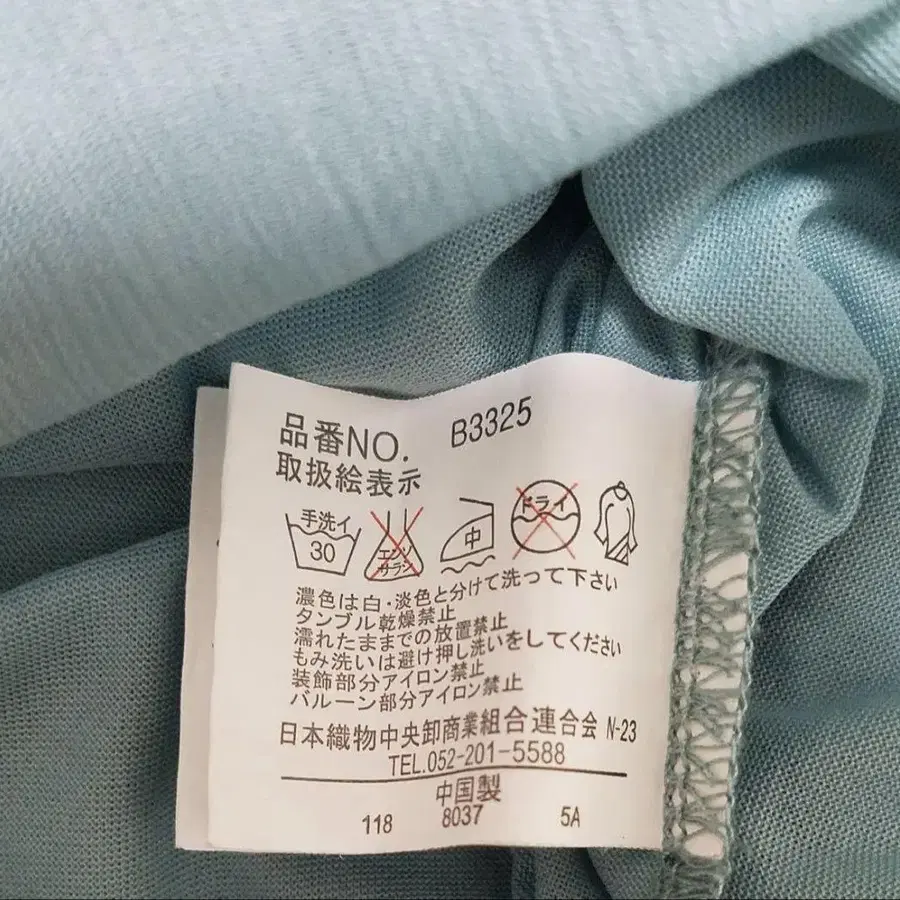 品番NO. B3325
取扱絵表示
手洗イ 30 エンソ サラシ 中 ドライ
濃色は白・淡色と分けて洗って下さい
タンブル乾燥禁止
濡れたままでの放置禁止
もみ洗いは避け押し洗いをしてください
装飾部分アイロン禁止
バルーン部分アイロン禁止
日本織物中央卸商業組合連合会 N-23
TEL.052-201-5588
中国製
118 8037 5A